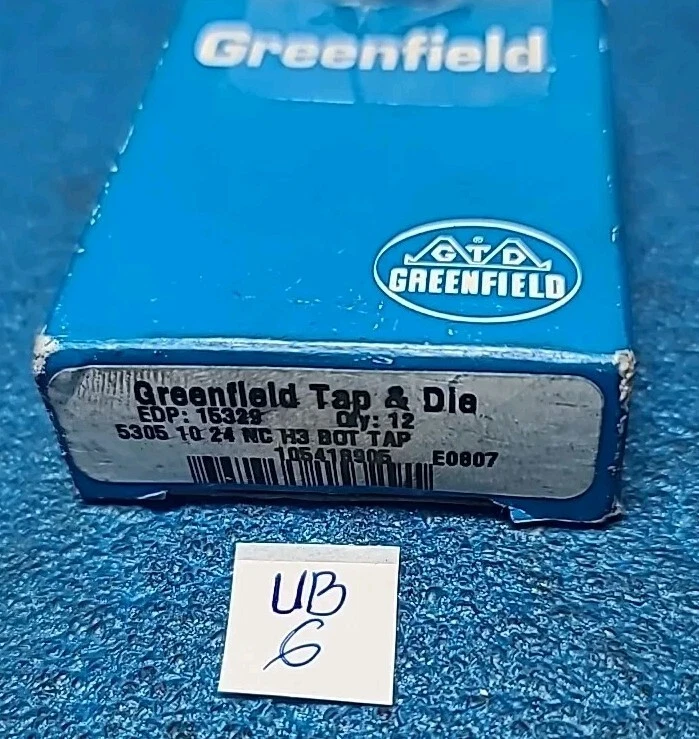 Greenfield
GTD®
GREENFIELD
Greenfield Tap & Die
EDP: 15329 Qty: 12
5305 10 24 NC H3 BOT TAP
105418905 E0807
UB
6